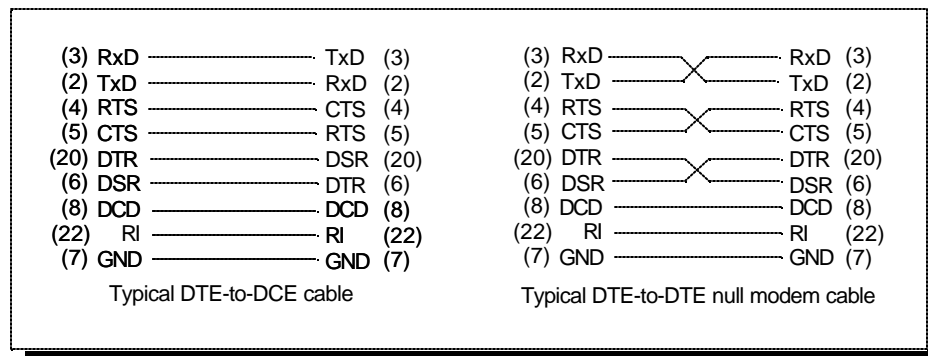 (3) RxD TxD (3)
(2) TxD RxD (2)
(4) RTS CTS (4)
(5) CTS RTS (5)
(20) DTR DSR (20)
(6) DSR DTR (6)
(8) DCD DCD (8)
(22) RI RI (22)
(7) GND GND (7)
Typical DTE-to-DCE cable
(3) RxD RxD (3)
(2) TxD TxD (2)
(4) RTS RTS (4)
(5) CTS CTS (5)
(20) DTR DTR (20)
(6) DSR DSR (6)
(8) DCD DCD (8)
(22) RI RI (22)
(7) GND GND (7)
Typical DTE-to-DTE null modem cable